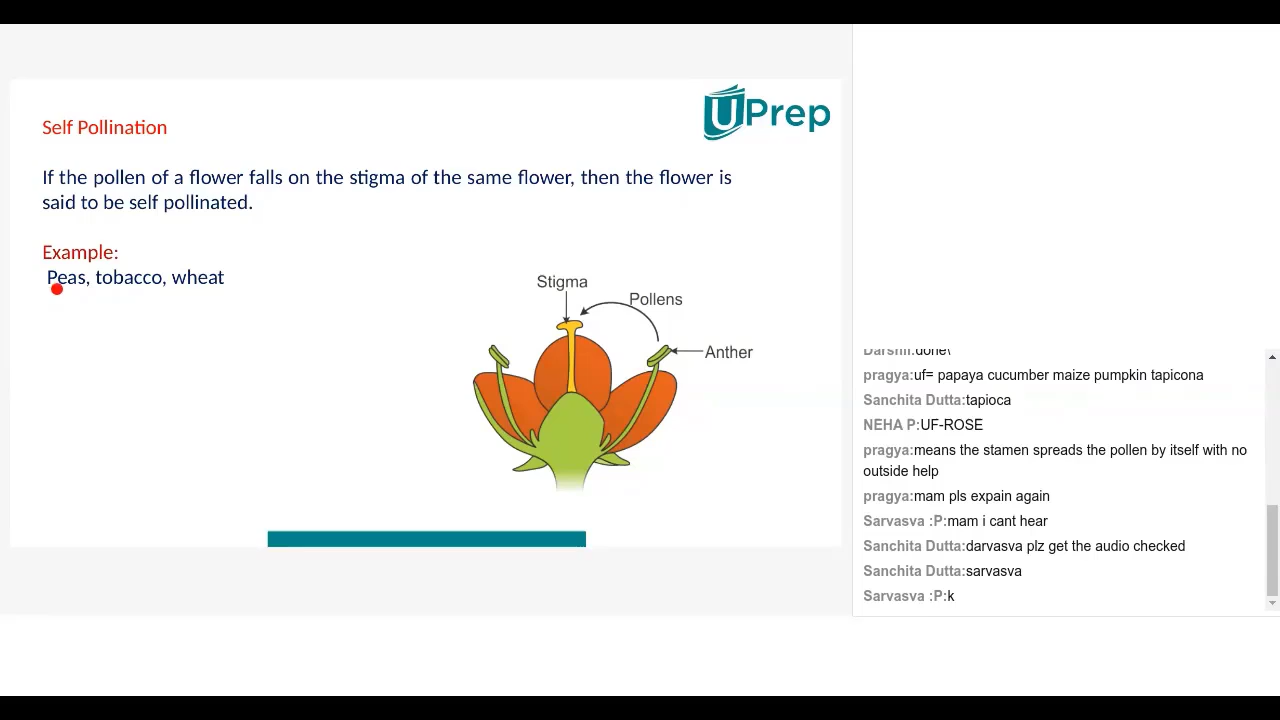 UPrep
Self Pollination
If the pollen of a flower falls on the stigma of the same flower, then the flower is
said to be self pollinated.
Example:
Peas, tobacco, wheat
Stigma
Pollens
Anther
Darshil:done\
pragya:uf= papaya cucumber maize pumpkin tapicona
Sanchita Dutta:tapioca
NEHA P:UF-ROSE
pragya:means the stamen spreads the pollen by itself with no
outside help
pragya:mam pls expain again
Sarvasva :P:mam i cant hear
Sanchita Dutta:darvasva plz get the audio checked
Sanchita Dutta:sarvasva
Sarvasva :P:k